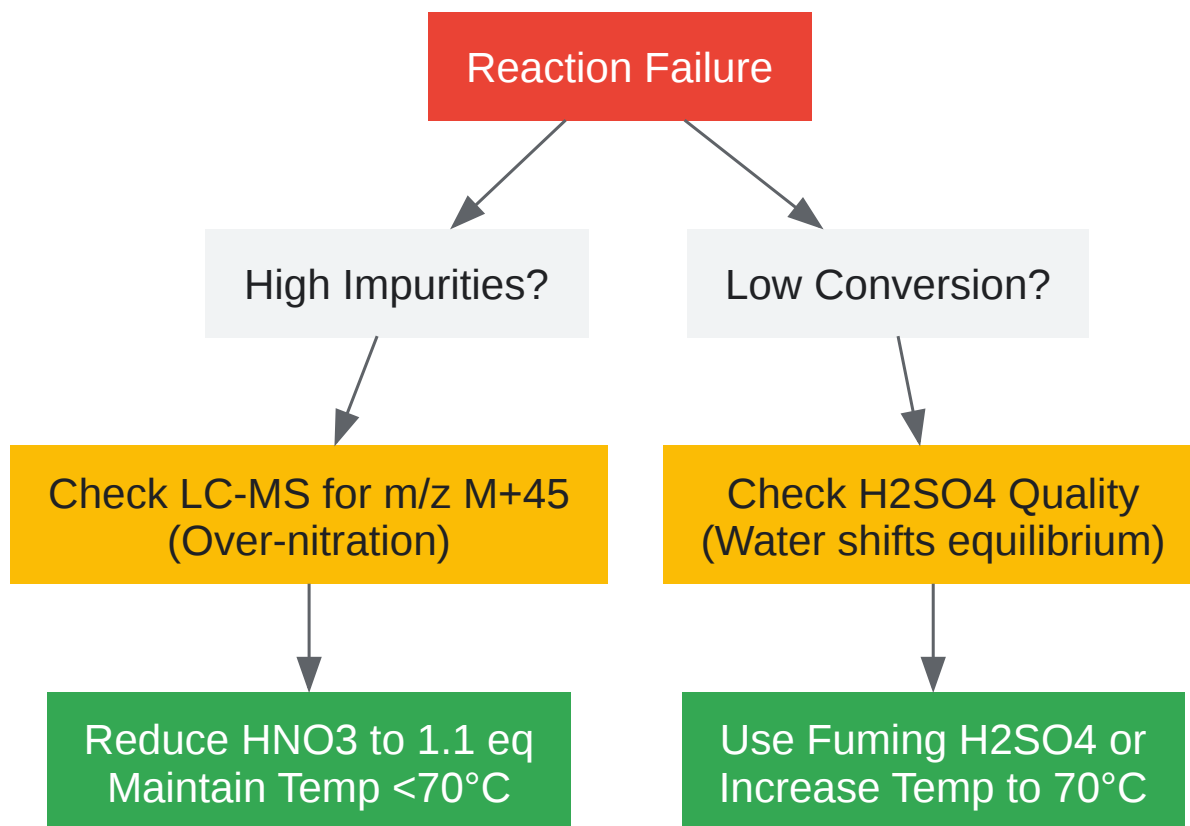 Reaction Failure
High Impurities?
Low Conversion?
Check LC-MS for m/z M+45
(Over-nitration)
Check H2SO4 Quality
(Water shifts equilibrium)
Reduce HNO3 to 1.1 eq
Maintain Temp <70°C
Use Fuming H2SO4 or
Increase Temp to 70°C